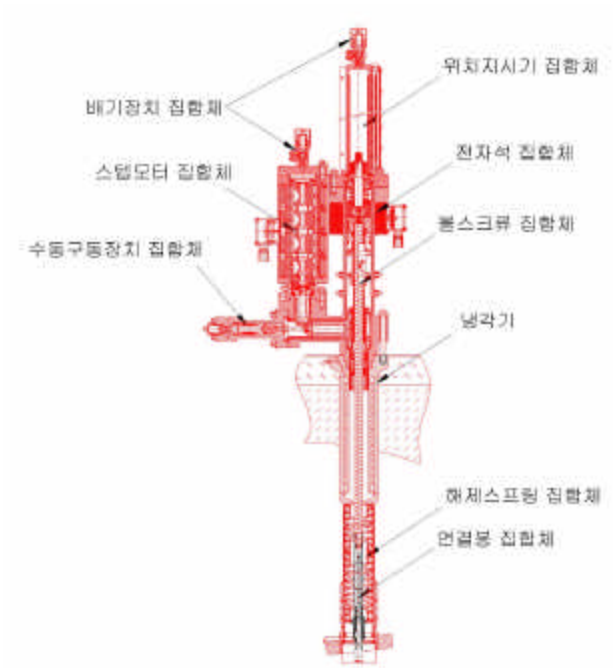 위치지시기 집합체
배기장치 집합체
전자석 집합체
스텝모터 집합체
볼스크류 집합체
수동구동장치 집합체
냉각기
해제스프링 집합체
연결봉 집합체